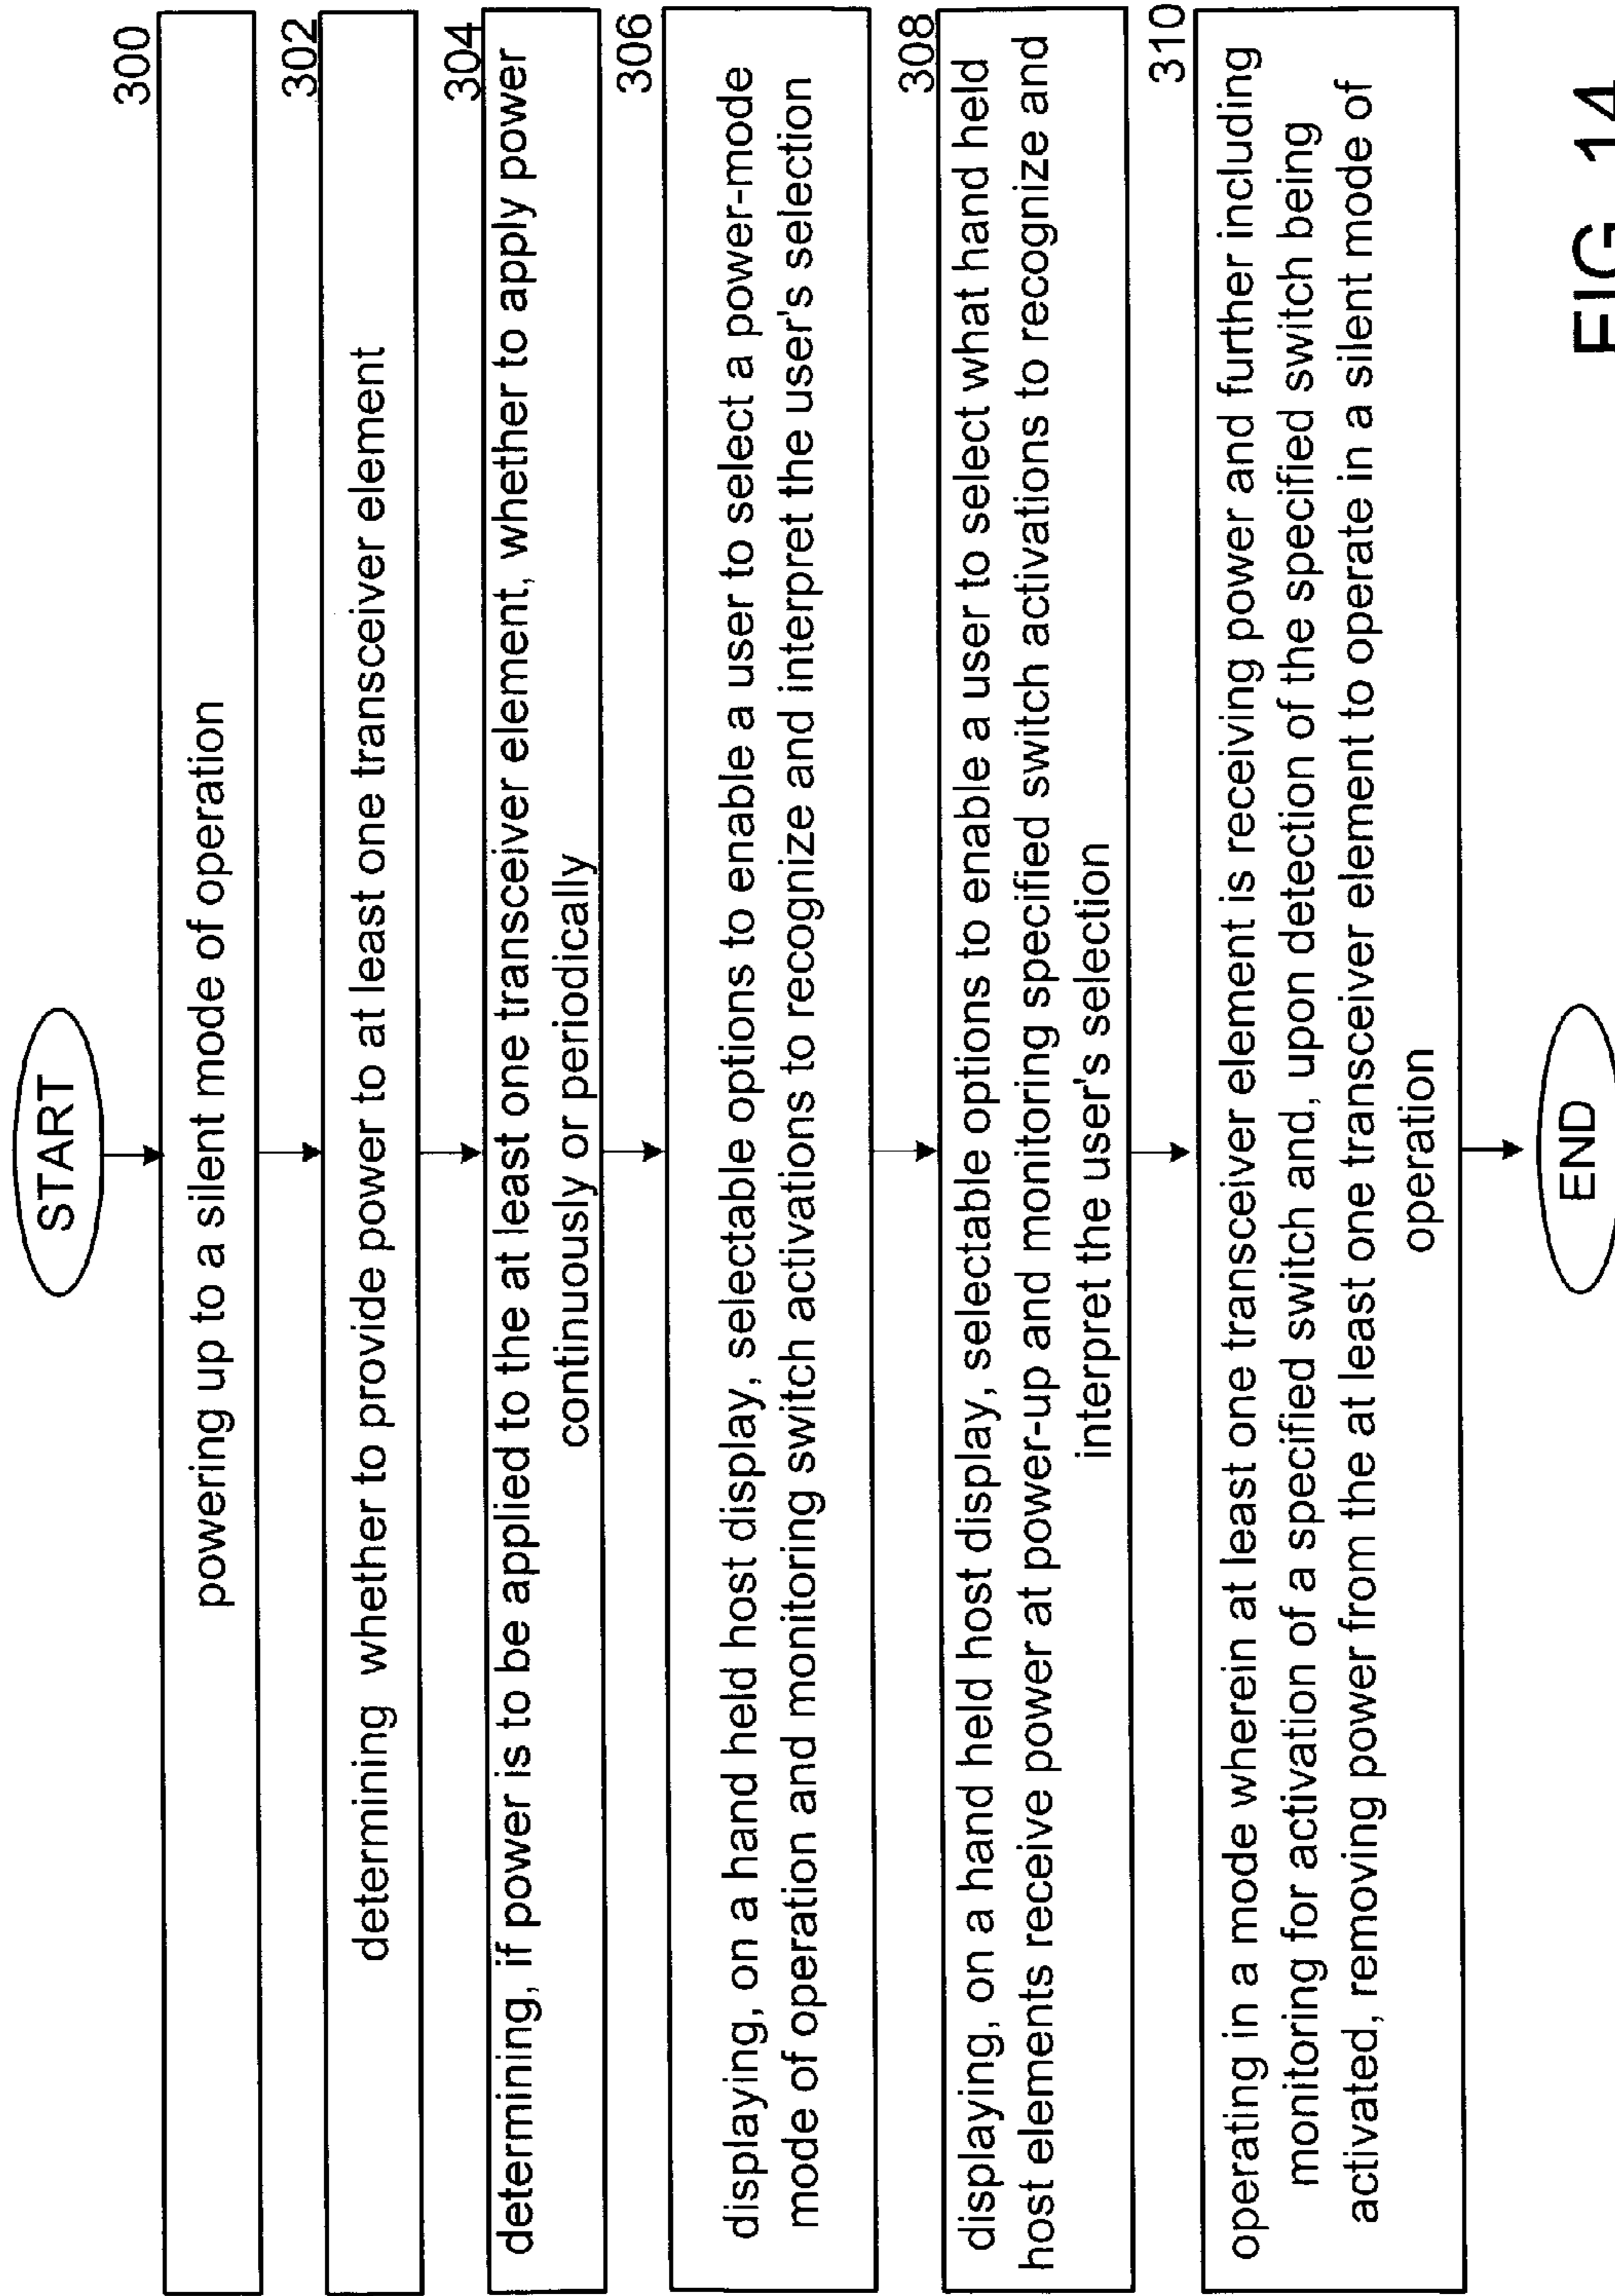 START
300
powering up to a silent mode of operation
302
determining whether to provide power to at least one transceiver element
304
determining, if power is to be applied to the at least one transceiver element, whether to apply power
continuously or periodically
306
displaying, on a hand held host display, selectable options to enable a user to select a power-mode
mode of operation and monitoring switch activations to recognize and interpret the user's selection
308
displaying, on a hand held host display, selectable options to enable a user to select what hand held
host elements receive power at power-up and monitoring specified switch activations to recognize and
interpret the user's selection
310
operating in a mode wherein at least one transceiver element is receiving power and further including
monitoring for activation of a specified switch and, upon detection of the specified switch being
activated, removing power from the at least one transceiver element to operate in a silent mode of
operation
END
FIG. 14